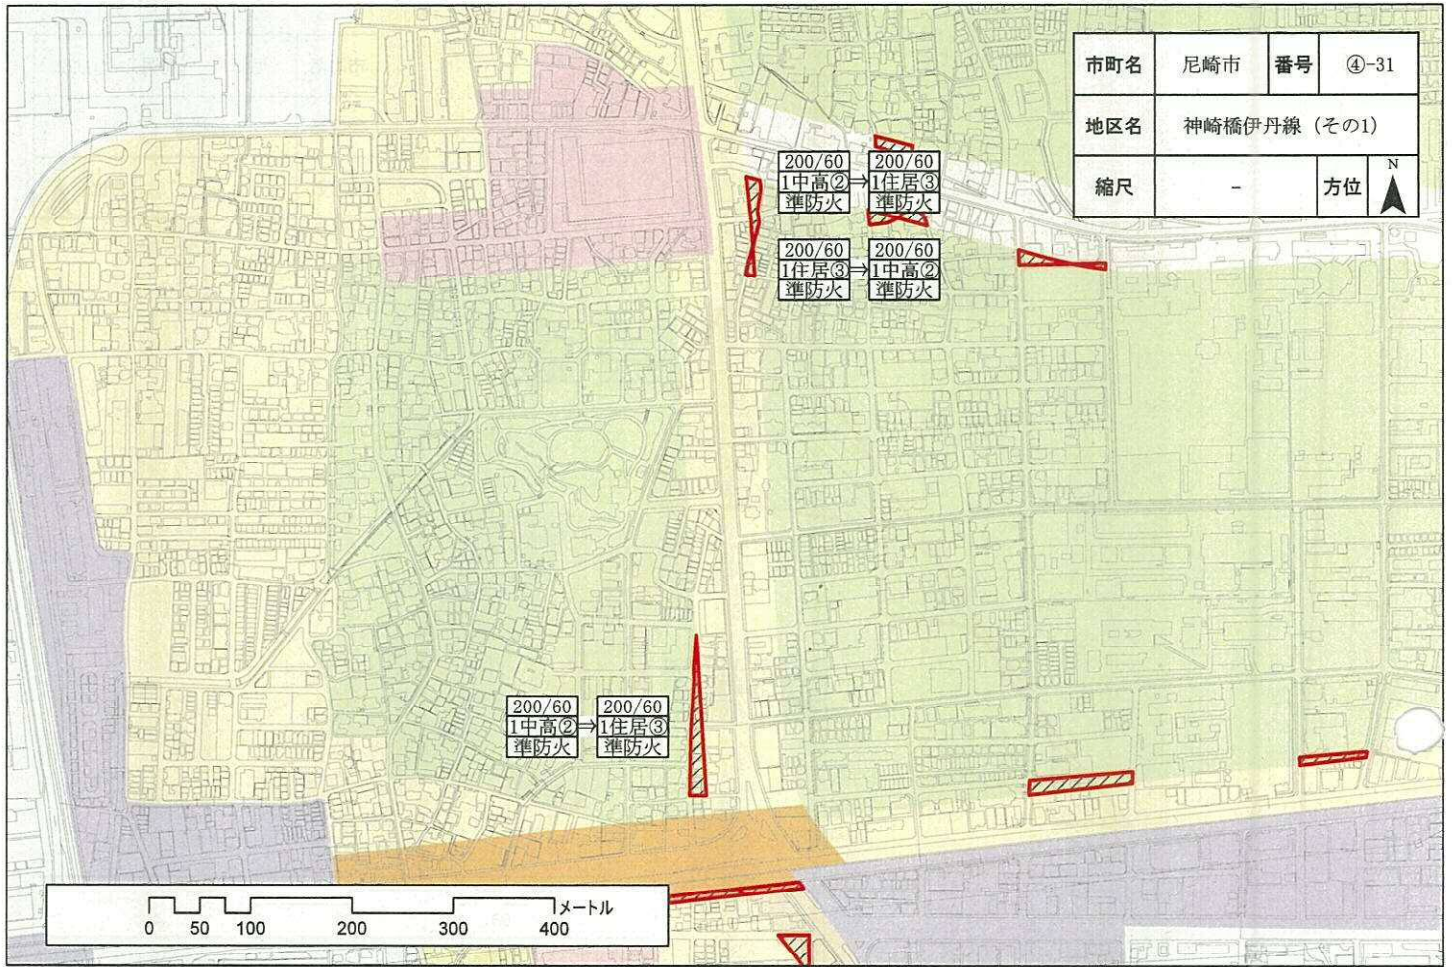 市町名 尼崎市 番号 ④-31
地区名 神崎橋伊丹線（その1）
縮尺 - 方位 N
200/60 200/60
1中高②⇒1住居③
準防火 準防火
200/60 200/60
1住居③⇒1中高②
準防火 準防火
200/60 200/60
1中高②⇒1住居③
準防火 準防火
メートル
0 50 100 200 300 400